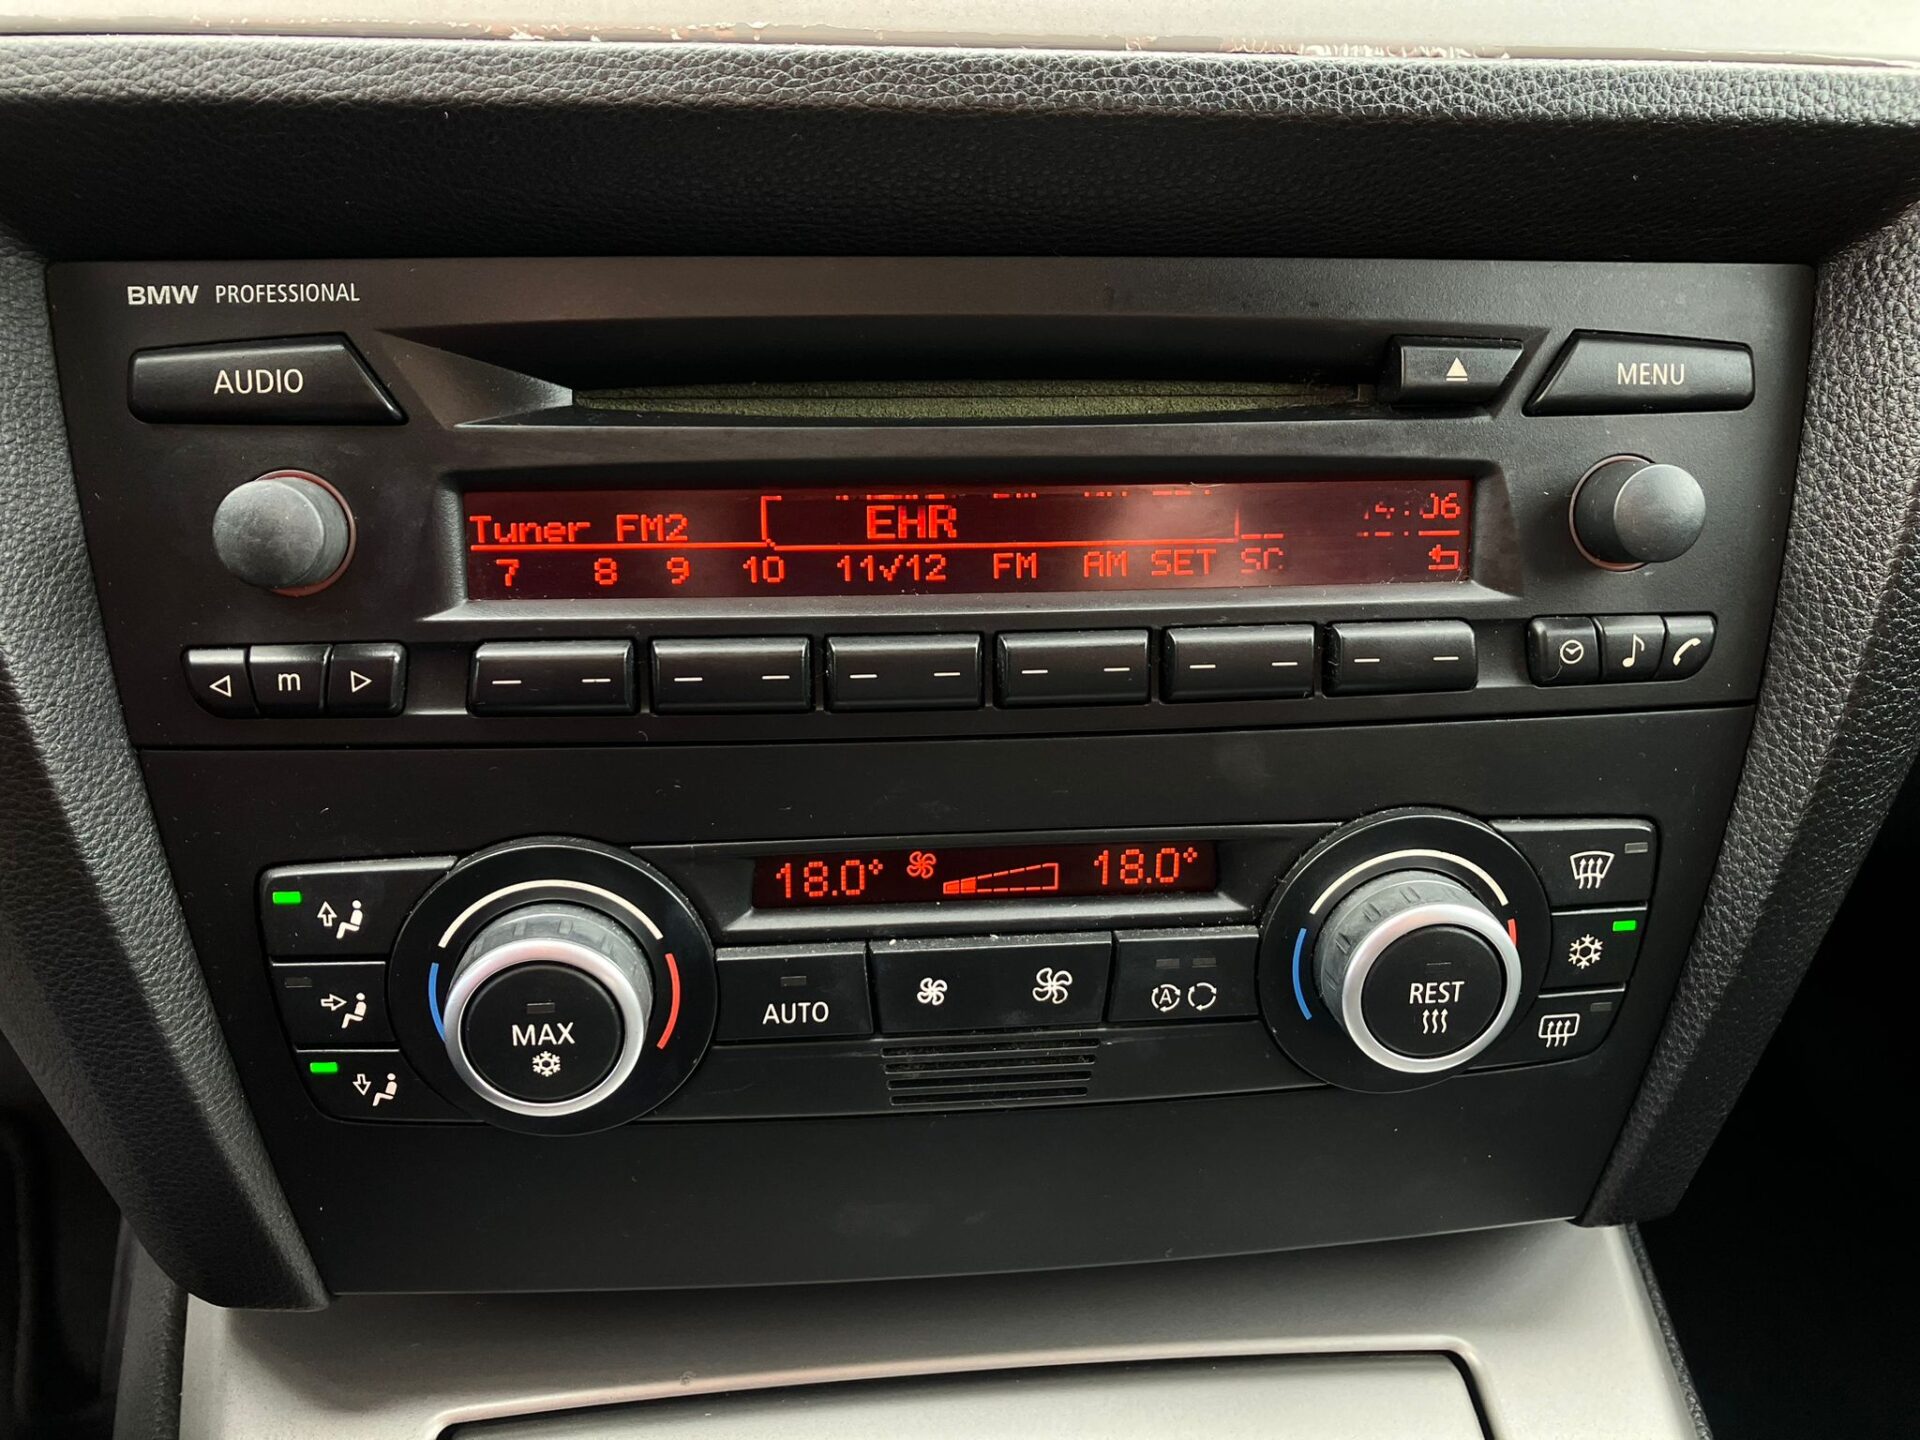 BMW PROFESSIONAL
AUDIO
MENU
Tuner FM2 EHR
7 8 9 10 11√12 FM AM SET SC
m
18.0° 18.0°
MAX
AUTO
A
REST